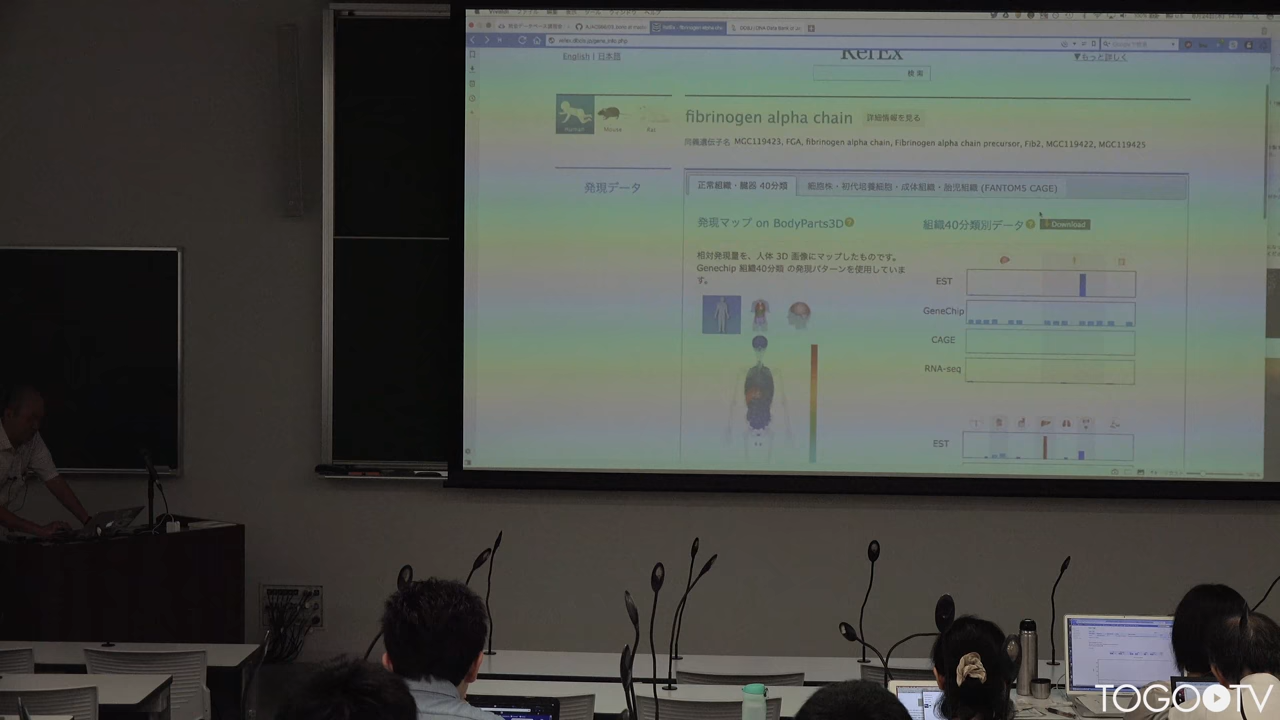 RefEx
English | 日本語
検索
▼もっと詳しく
Human
Mouse
Rat
fibrinogen alpha chain 詳細情報を見る
同義遺伝子名 MGC119423, FGA, fibrinogen alpha chain, Fibrinogen alpha chain precursor, Fib2, MGC119422, MGC119425
発現データ
正常組織・臓器 40分類
細胞株・初代培養細胞・成体組織・胎児組織 (FANTOM5 CAGE)
発現マップ on BodyParts3D
組織40分類別データ
Download
相対発現量を、人体 3D 画像にマップしたものです。
Genechip 組織40分類 の発現パターンを使用していま
す。
EST
GeneChip
CAGE
RNA-seq
EST
TOGOTV